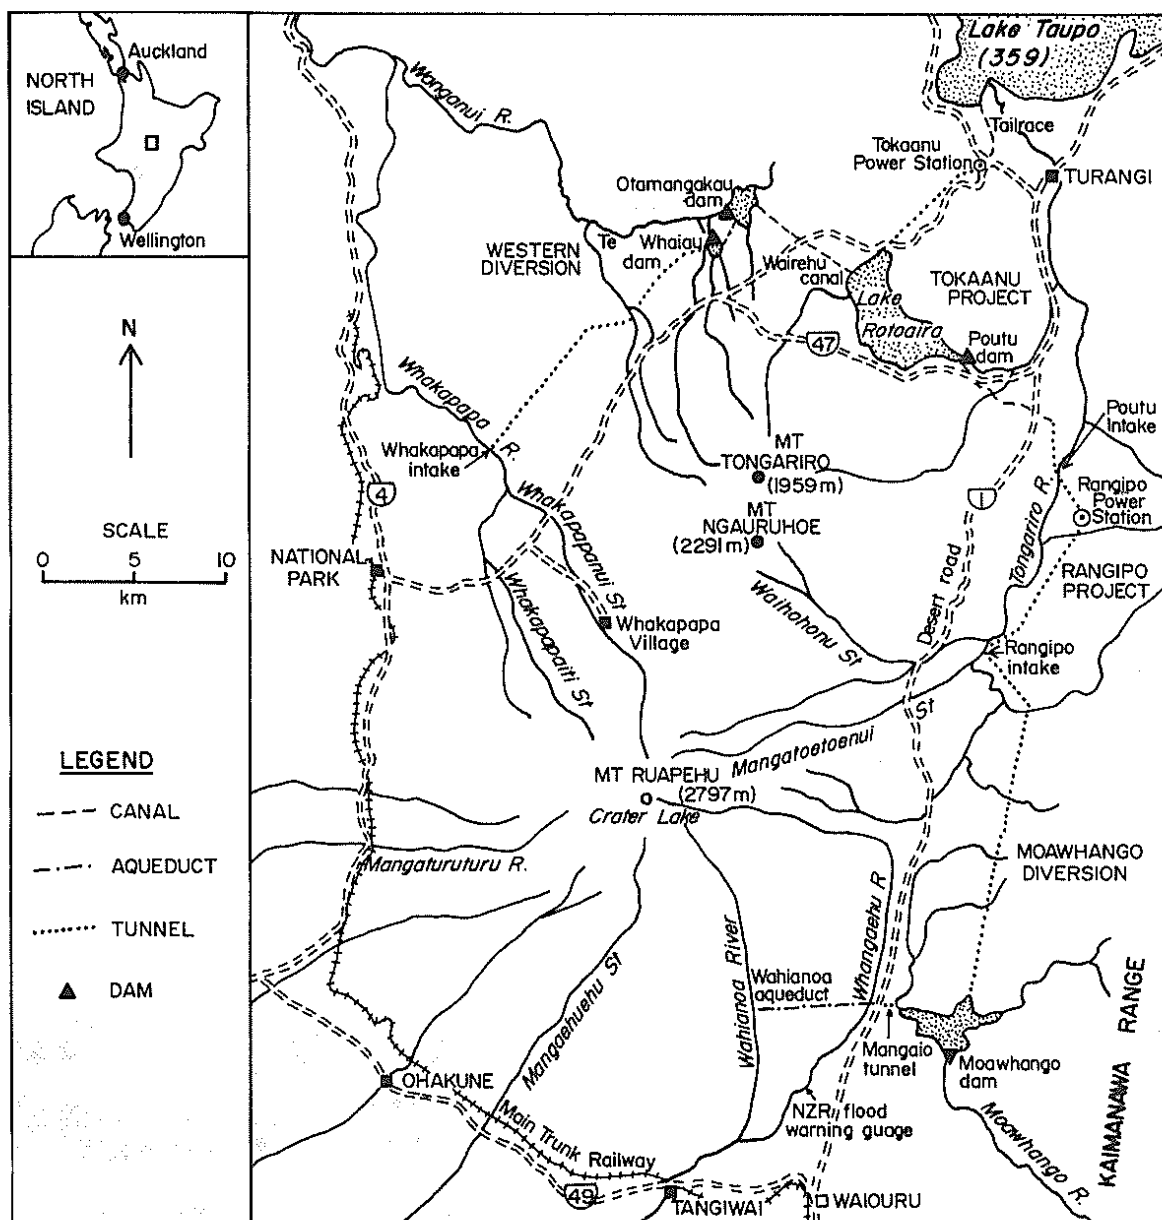 NORTH
ISLAND
Auckland
Wellington
N
SCALE
0 5 10
km
LEGEND
CANAL
AQUEDUCT
TUNNEL
DAM
Lake Taupo
(359)
Wanganui R.
Tailrace
Tokaanu
Power Station
TURANGI
Otamangakau
dam
Te Whaiau
dam
WESTERN
DIVERSION
Wairehu
canal
Lake
Rotoaira
TOKAANU
PROJECT
Poutu
dam
47
Whakapapa R.
Whakapapa
intake
4
MT
TONGARIRO
(1959m)
MT
NGAURUHOE
(2291m)
1
Poutu
Intake
Rangipo
Power
Station
Tongariro R.
RANGIPO
PROJECT
NATIONAL
PARK
Whakapapanui St
Whakapapaiti St
Whakapapa
Village
Waihohonu St
Desert road
Rangipo
intake
Mangatoetoenui St
MT RUAPEHU
(2797m)
Crater Lake
Mangaturuturu R.
MOAWHANGO
DIVERSION
Mangaehuehu St
Wahianoa River
Wahianoa
aqueduct
Whangaehu R
Mangaio
tunnel
Moawhango
dam
KAIMANAWA RANGE
OHAKUNE
NZR flood
warning guage
Moawhango R.
Main Trunk Railway
49
TANGIWAI
WAIOURU